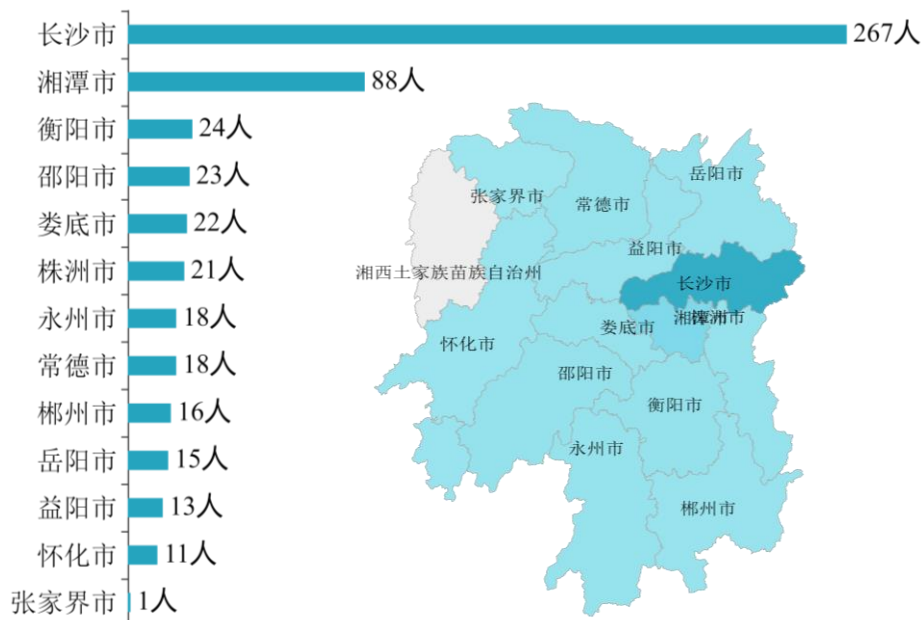 长沙市 267人
湘潭市 88人
衡阳市 24人
邵阳市 23人
娄底市 22人
株洲市 21人
永州市 18人
常德市 18人
郴州市 16人
岳阳市 15人
益阳市 13人
怀化市 11人
张家界市 1人
岳阳市
张家界市
常德市
益阳市
湘西土家族苗族自治州
长沙市
湘潭市
株洲市
娄底市
怀化市
邵阳市
衡阳市
永州市
郴州市